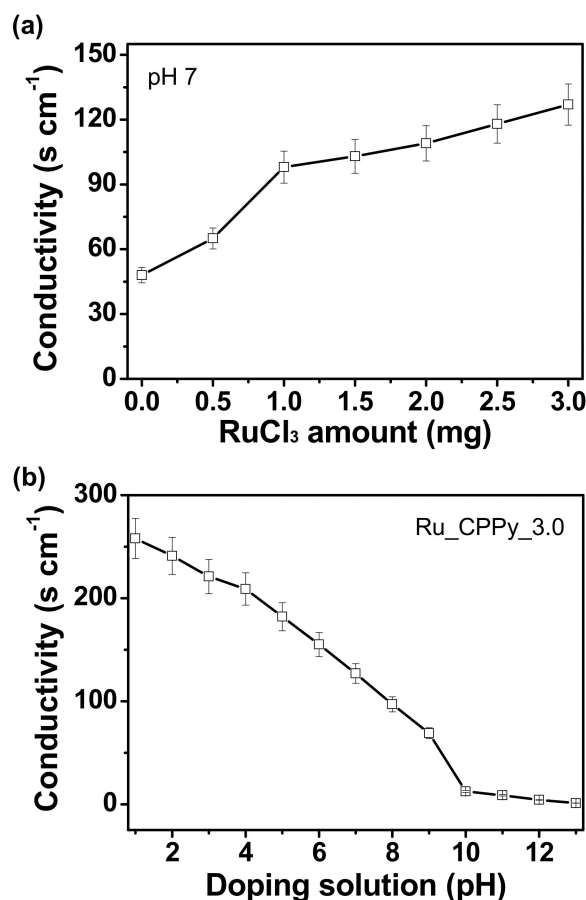 (a)
pH 7
Conductivity (s cm⁻¹)
150
120
90
60
30
0
0.0 0.5 1.0 1.5 2.0 2.5 3.0
RuCl₃ amount (mg)
(b)
Ru_CPPy_3.0
Conductivity (s cm⁻¹)
300
200
100
0
2 4 6 8 10 12
Doping solution (pH)